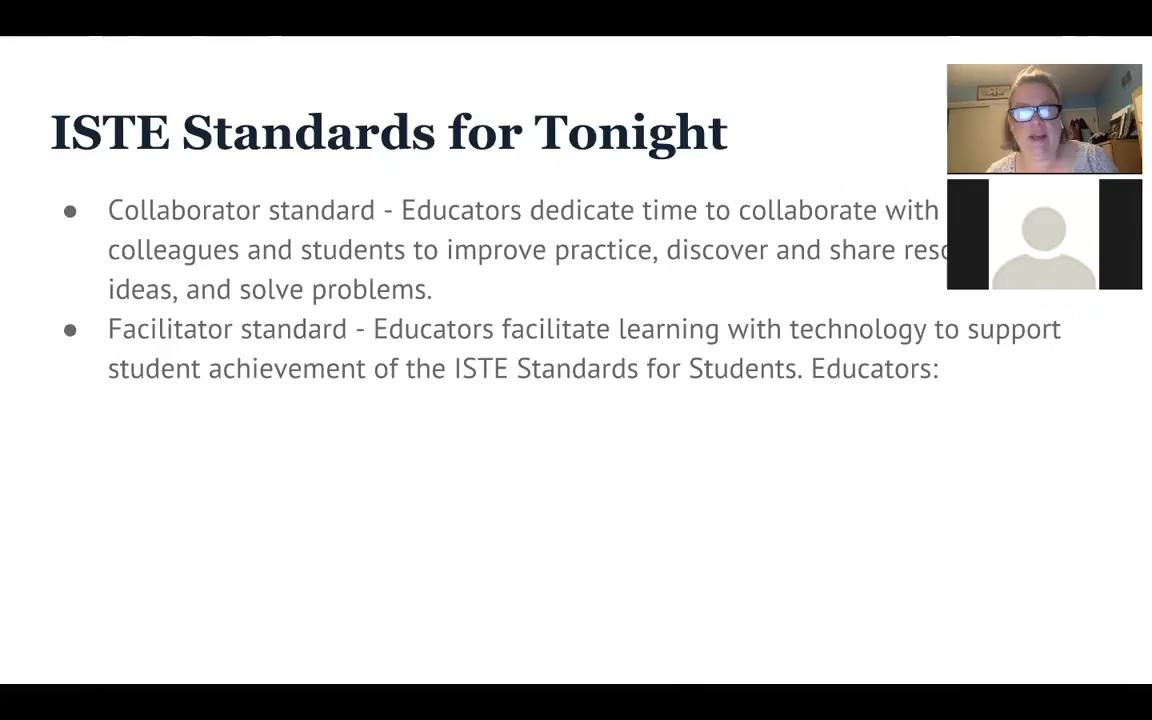 ISTE Standards for Tonight
● Collaborator standard - Educators dedicate time to collaborate with
colleagues and students to improve practice, discover and share
ideas, and solve problems.
● Facilitator standard - Educators facilitate learning with technology to support
student achievement of the ISTE Standards for Students. Educators: